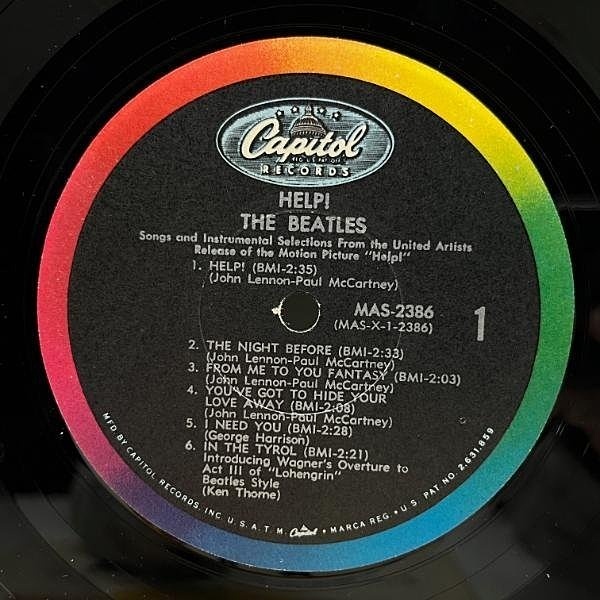 Capitol
RECORDS
HELP!
THE BEATLES
Songs and Instrumental Selections From the United Artists
Release of the Motion Picture "Help!"
1. HELP! (BMI-2:35)
(John Lennon-Paul McCartney)
MAS-2386
(MAS-X-1-2386)
1
2. THE NIGHT BEFORE (BMI-2:33)
(John Lennon-Paul McCartney)
3. FROM ME TO YOU FANTASY (BMI-2:03)
(John Lennon-Paul McCartney)
4. YOU'VE GOT TO HIDE YOUR
LOVE AWAY (BMI-2:08)
(John Lennon-Paul McCartney)
5. I NEED YOU (BMI-2:28)
(George Harrison)
6. IN THE TYROL (BMI-2:21)
Introducing Wagner's Overture to
Act III of "Lohengrin"
Beatles Style
(Ken Thorne)
MFD BY CAPITOL RECORDS, INC. U. S. A. T. M. Capitol • MARCA REG. • U. S. PAT. NO. 2,631,859